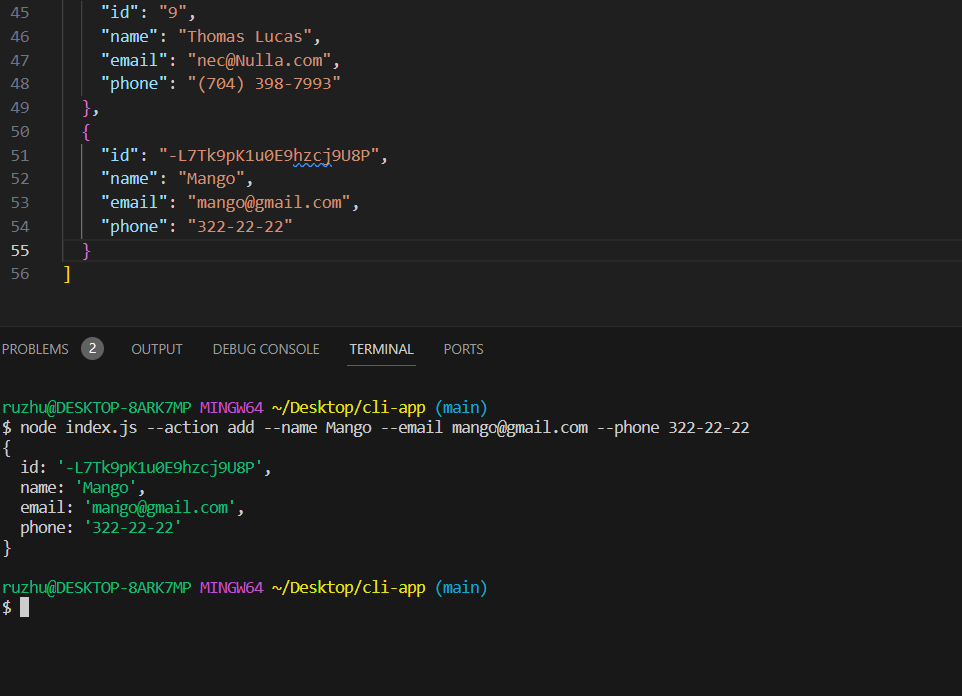 45 "id": "9",
46 "name": "Thomas Lucas",
47 "email": "nec@Nulla.com",
48 "phone": "(704) 398-7993"
49 },
50 {
51 "id": "-L7Tk9pK1u0E9hzcj9U8P",
52 "name": "Mango",
53 "email": "mango@gmail.com",
54 "phone": "322-22-22"
55 }
56 ]
PROBLEMS 2 OUTPUT DEBUG CONSOLE TERMINAL PORTS
ruzhu@DESKTOP-8ARK7MP MINGW64 ~/Desktop/cli-app (main)
$ node index.js --action add --name Mango --email mango@gmail.com --phone 322-22-22
{
id: '-L7Tk9pK1u0E9hzcj9U8P',
name: 'Mango',
email: 'mango@gmail.com',
phone: '322-22-22'
}
ruzhu@DESKTOP-8ARK7MP MINGW64 ~/Desktop/cli-app (main)
$